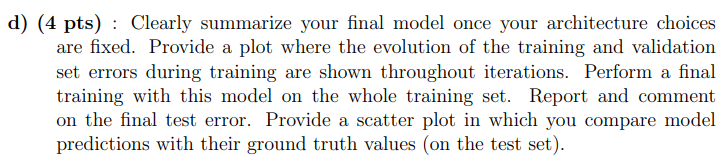 d) (4 pts) : Clearly summarize your final model once your architecture choices
are fixed. Provide a plot where the evolution of the training and validation
set errors during training are shown throughout iterations. Perform a final
training with this model on the whole training set. Report and comment
on the final test error. Provide a scatter plot in which you compare model
predictions with their ground truth values (on the test set).